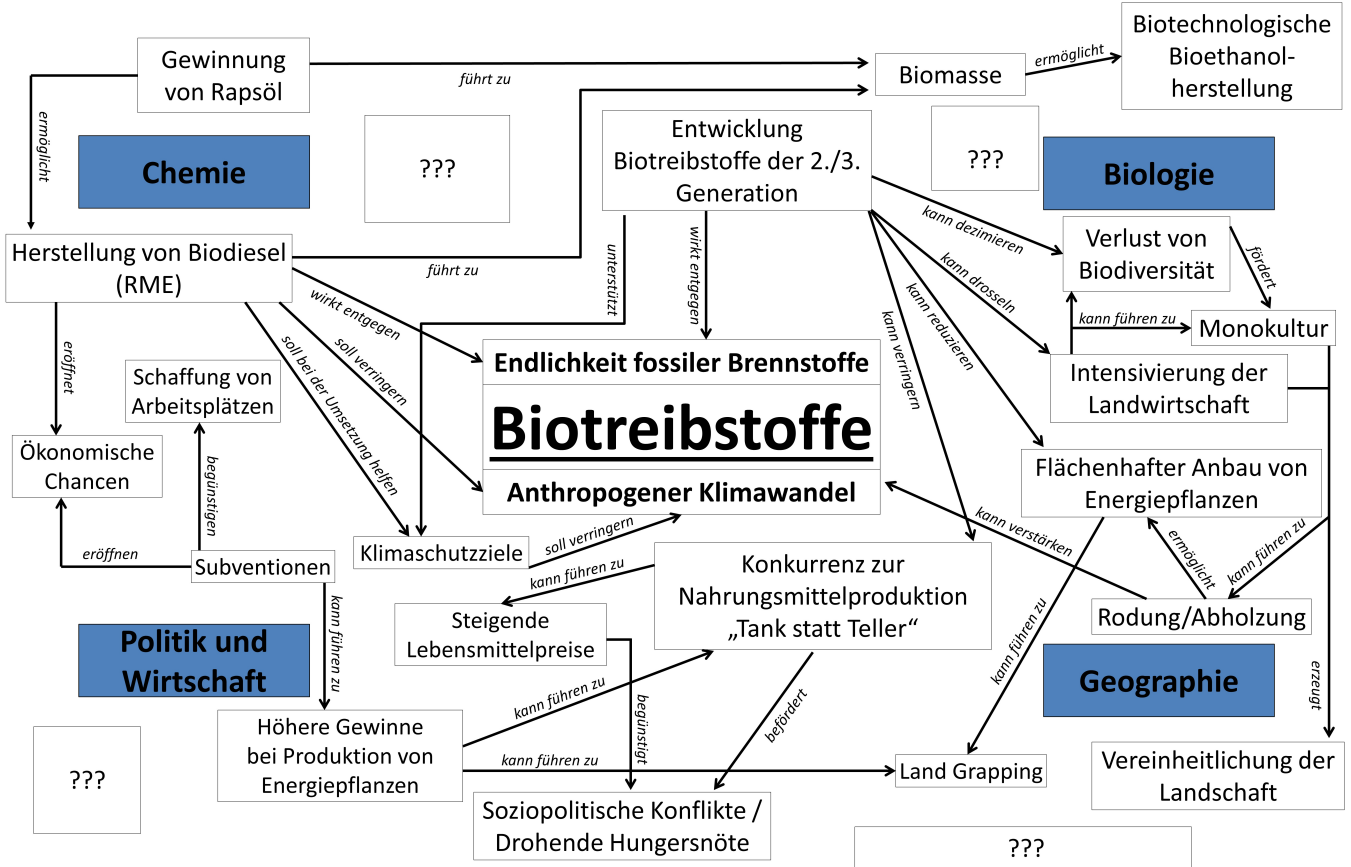 Gewinnung
von Rapsöl
führt zu
Biomasse
ermöglicht
Biotechnologische
Bioethanol-
herstellung
ermöglicht
Chemie
???
Entwicklung
Biotreibstoffe der 2./3.
Generation
???
Biologie
Herstellung von Biodiesel
(RME)
führt zu
unterstützt
wirkt entgegen
kann dezimieren
kann drosseln
kann reduzieren
kann verringern
Verlust von
Biodiversität
fördert
kann führen zu
Monokultur
wirkt entgegen
soll verringern
soll bei der Umsetzung helfen
eröffnet
Schaffung von
Arbeitsplätzen
Endlichkeit fossiler Brennstoffe
Biotreibstoffe
Anthropogener Klimawandel
Intensivierung der
Landwirtschaft
Ökonomische
Chancen
begünstigen
Flächenhafter Anbau von
Energiepflanzen
eröffnen
Subventionen
Klimaschutzziele
soll verringern
kann verstärken
ermöglicht
kann führen zu
kann führen zu
Konkurrenz zur
Nahrungsmittelproduktion
„Tank statt Teller“
kann führen zu
Steigende
Lebensmittelpreise
Rodung/Abholzung
kann führen zu
Politik und
Wirtschaft
kann führen zu
begünstigt
befördert
Geographie
erzeugt
Höhere Gewinne
bei Produktion von
Energiepflanzen
kann führen zu
Land Grapping
Vereinheitlichung der
Landschaft
???
Soziopolitische Konflikte /
Drohende Hungersnöte
???